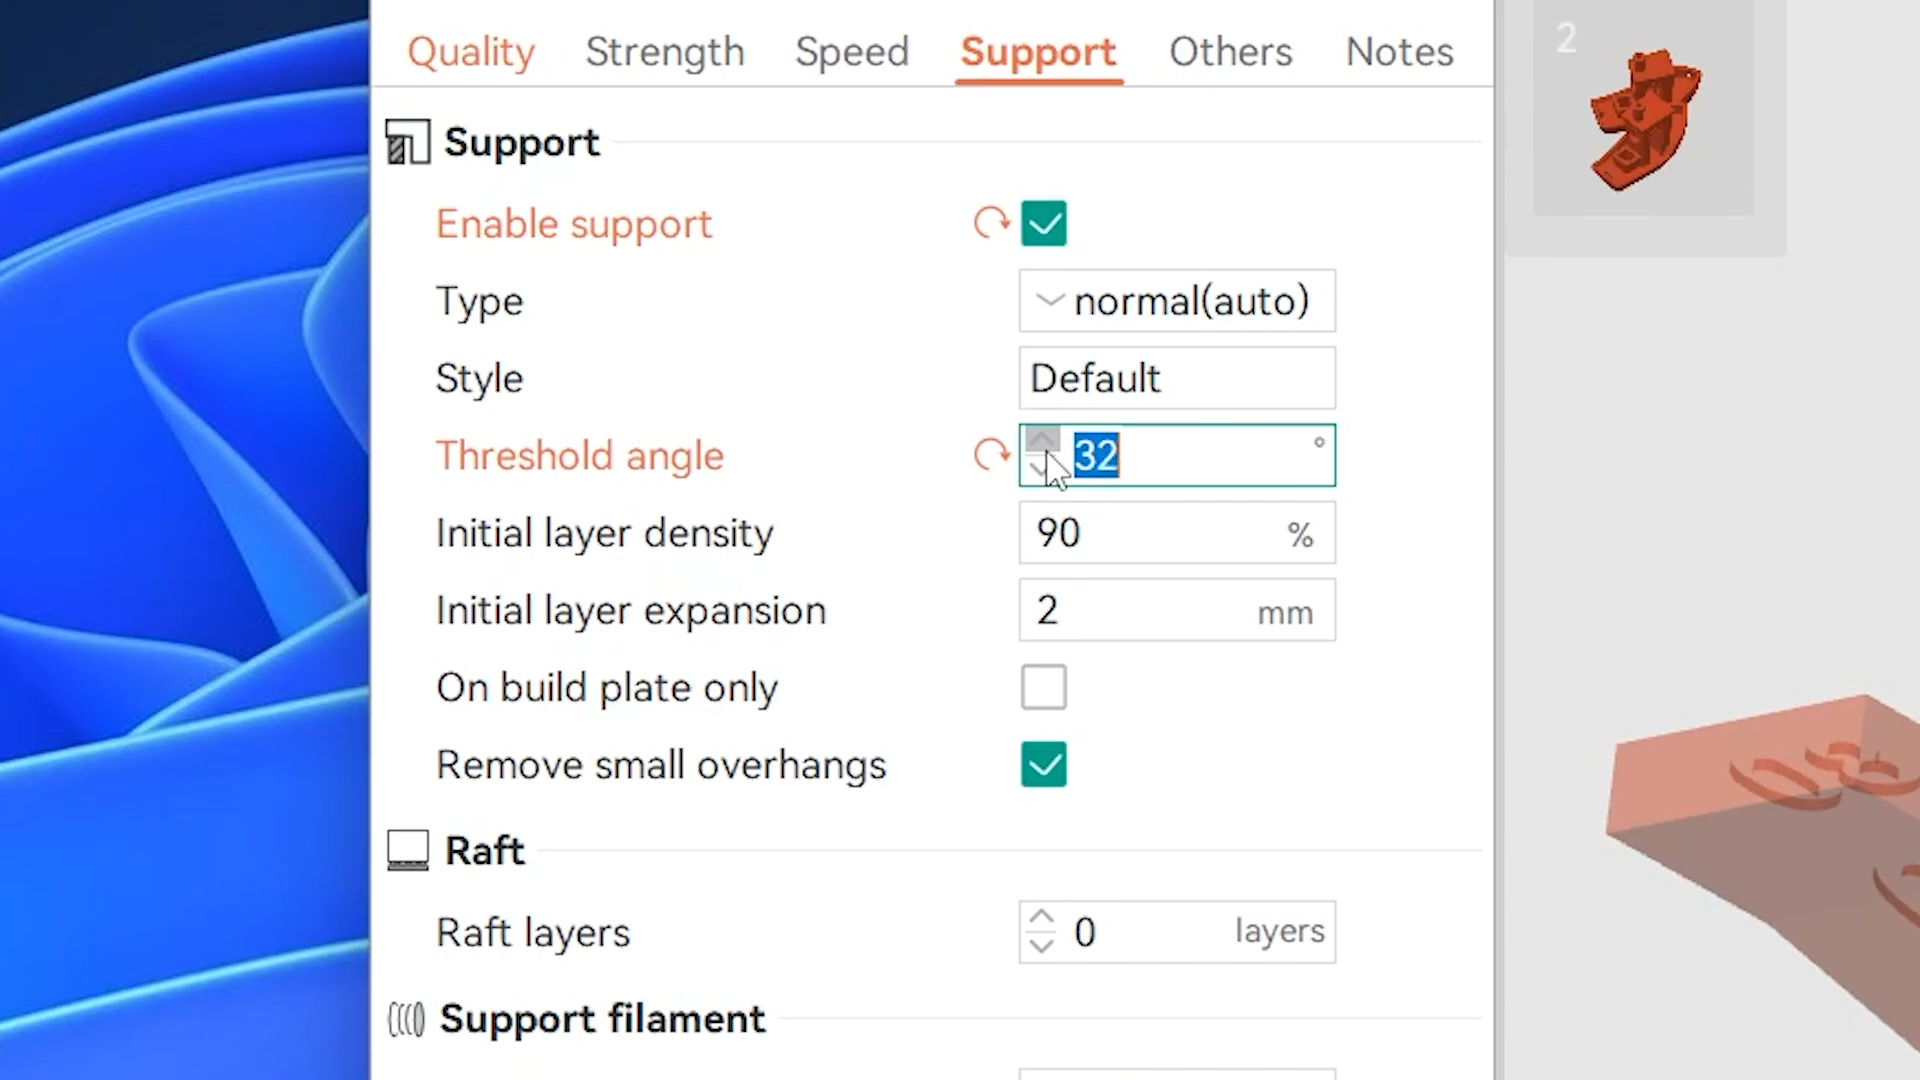 Quality Strength Speed Support Others Notes
2
Support
Enable support
Type normal(auto)
Style Default
Threshold angle 32 °
Initial layer density 90 %
Initial layer expansion 2 mm
On build plate only
Remove small overhangs
Raft
Raft layers 0 layers
Support filament